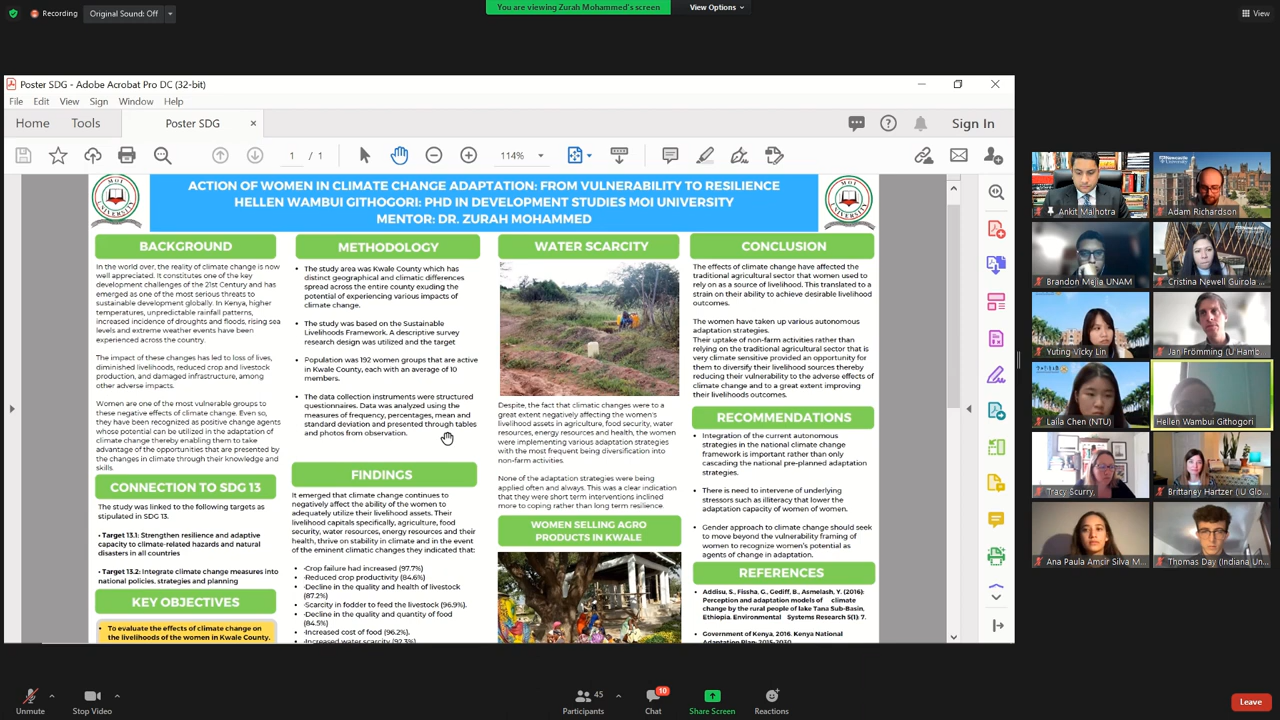 Recording
Original Sound: Off
You are viewing Zurah Mohammed's screen
View Options
View
Poster SDG - Adobe Acrobat Pro DC (32-bit)
File Edit View Sign Window Help
Home Tools Poster SDG
Sign In
1 / 1
114%
ACTION OF WOMEN IN CLIMATE CHANGE ADAPTATION: FROM VULNERABILITY TO RESILIENCE
HELLEN WAMBUI GITHOGORI: PHD IN DEVELOPMENT STUDIES MOI UNIVERSITY
MENTOR: DR. ZURAH MOHAMMED
BACKGROUND
In the world over, the reality of climate change is now
well appreciated. It constitutes one of the key
development challenges of the 21st Century and has
emerged as one of the most serious threats to
sustainable development globally. In Kenya, higher
temperatures, unpredictable rainfall patterns,
increased incidence of droughts and floods, rising sea
levels and extreme weather events have been
experienced across the country.
The impact of these changes has led to loss of lives,
diminished livelihoods, reduced crop and livestock
production, and damaged infrastructure, among
other adverse impacts.
Women are one of the most vulnerable groups to
these negative effects of climate change. Even so,
they have been recognized as positive change agents
whose potential can be utilized in the adaptation of
climate change thereby enabling them to take
advantage of the opportunities that are presented by
the changes in climate through their knowledge and
skills.
CONNECTION TO SDG 13
The study was linked to the following targets as
stipulated in SDG 13.
• Target 13.1: Strengthen resilience and adaptive
capacity to climate-related hazards and natural
disasters in all countries
• Target 13.2: Integrate climate change measures into
national policies, strategies and planning
KEY OBJECTIVES
• To evaluate the effects of climate change on
the livelihoods of the women in Kwale County.
METHODOLOGY
• The study area was Kwale County which has
distinct geographical and climatic differences
spread across the entire county exuding the
potential of experiencing various impacts of
climate change.
• The study was based on the Sustainable
Livelihoods Framework. A descriptive survey
research design was utilized and the target
• Population was 192 women groups that are active
in Kwale County, each with an average of 10
members.
• The data collection instruments were structured
questionnaires. Data was analyzed using the
measures of frequency, percentages, mean and
standard deviation and presented through tables
and photos from observation.
FINDINGS
It emerged that climate change continues to
negatively affect the ability of the women to
adequately utilize their livelihood assets. Their
livelihood capitals specifically, agriculture, food
security, water resources, energy resources and their
health, thrive on stability in climate and in the event
of the eminent climatic changes they indicated that:
• ·Crop failure had increased (97.7%)
• ·Reduced crop productivity (84.6%)
• ·Decline in the quality and health of livestock
(87.2%)
• ·Scarcity in fodder to feed the livestock (96.9%).
• ·Decline in the quality and quantity of food
(84.5%)
• ·Increased cost of food (96.2%).
• ·Increased water scarcity (92.3%)
WATER SCARCITY
Despite, the fact that climatic changes were to a
great extent negatively affecting the women's
livelihood assets in agriculture, food security, water
resources, energy resources and health, the women
were implementing various adaptation strategies
with the most frequent being diversification into
non-farm activities.
None of the adaptation strategies were being
applied often and always. This was a clear indication
that they were short term interventions inclined
more to coping rather than long term resilience.
WOMEN SELLING AGRO
PRODUCTS IN KWALE
CONCLUSION
The effects of climate change have affected the
traditional agricultural sector that women used to
rely on as a source of livelihood. This translated to a
strain on their ability to achieve desirable livelihood
outcomes.
The women have taken up various autonomous
adaptation strategies.
Their uptake of non-farm activities rather than
relying on the traditional agricultural sector that is
very climate sensitive provided an opportunity for
them to diversify their livelihood sources thereby
reducing their vulnerability to the adverse effects of
climate change and to a great extent improving
their livelihoods outcomes.
RECOMMENDATIONS
• Integration of the current autonomous
strategies in the national climate change
framework is important rather than only
cascading the national pre-planned adaptation
strategies.
• There is need to intervene of underlying
stressors such as illiteracy that lower the
adaptation capacity of women of women.
• Gender approach to climate change should seek
to move beyond the vulnerability framing of
women to recognize women's potential as
agents of change in adaptation.
REFERENCES
• Addisu, S., Fissha, G., Gediff, B., Asmelash, Y. (2016):
Perception and adaptation models of climate
change by the rural people of lake Tana Sub-Basin,
Ethiopia. Environmental Systems Research 5(1): 7.
• Government of Kenya, 2016. Kenya National
Adaptation Plan: 2015-2030.
Ankit Malhotra
Adam Richardson
Brandon Mejia UNAM
Cristina Newell Guirola ...
Yuting Vicky Lin
Jan Frömming (U Hamb...
Laila Chen (NTU)
Hellen Wambui Githogori
Tracy Scurry,
Brittaney Hartzer (IU Glo...
Ana Paula Amcir Silva M...
Thomas Day (Indiana Un...
Unmute
Stop Video
45
Participants
10
Chat
Share Screen
Reactions
Leave